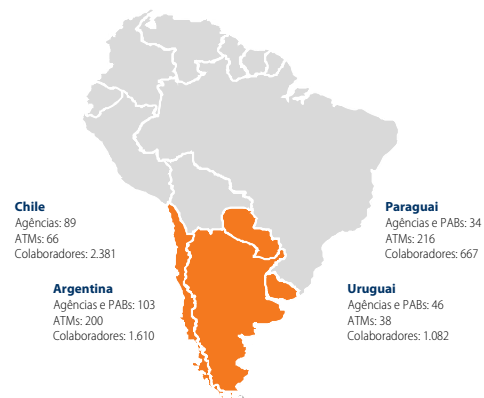 Chile
Agências: 89
ATMs: 66
Colaboradores: 2.381
Argentina
Agências e PABs: 103
ATMs: 200
Colaboradores: 1.610
Paraguai
Agências e PABs: 34
ATMs: 216
Colaboradores: 667
Uruguai
Agências e PABs: 46
ATMs: 38
Colaboradores: 1.082